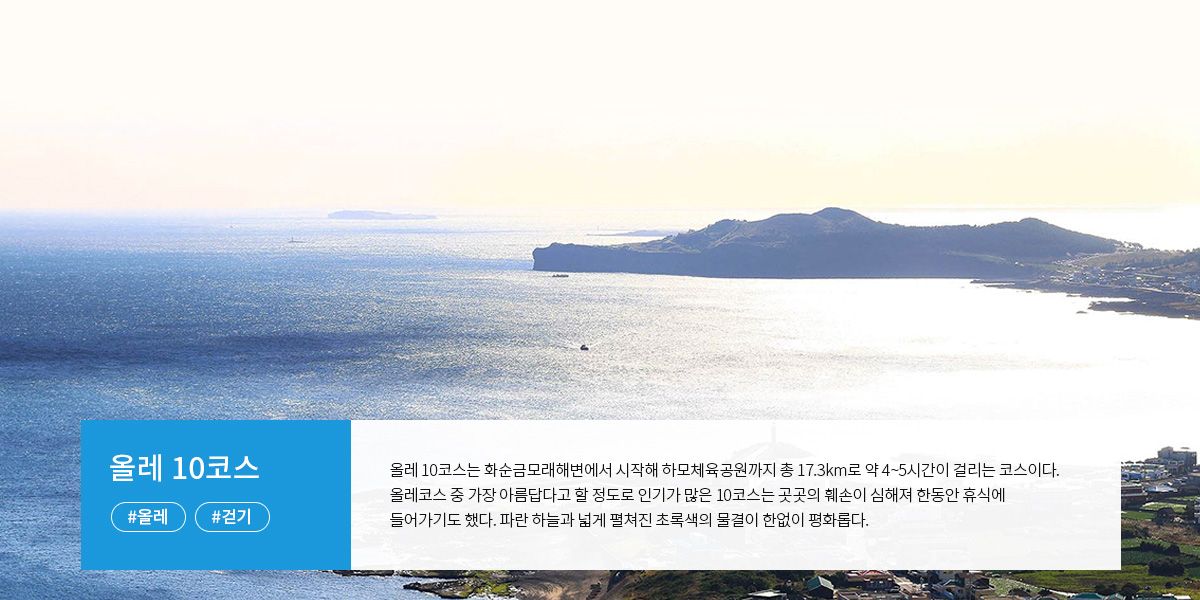 올레 10코스
#올레 #걷기
올레 10코스는 화순금모래해변에서 시작해 하모체육공원까지 총 17.3km로 약 4~5시간이 걸리는 코스이다.
올레코스 중 가장 아름답다고 할 정도로 인기가 많은 10코스는 곳곳의 훼손이 심해져 한동안 휴식에
들어가기도 했다. 파란 하늘과 넓게 펼쳐진 초록색의 물결이 한없이 평화롭다.